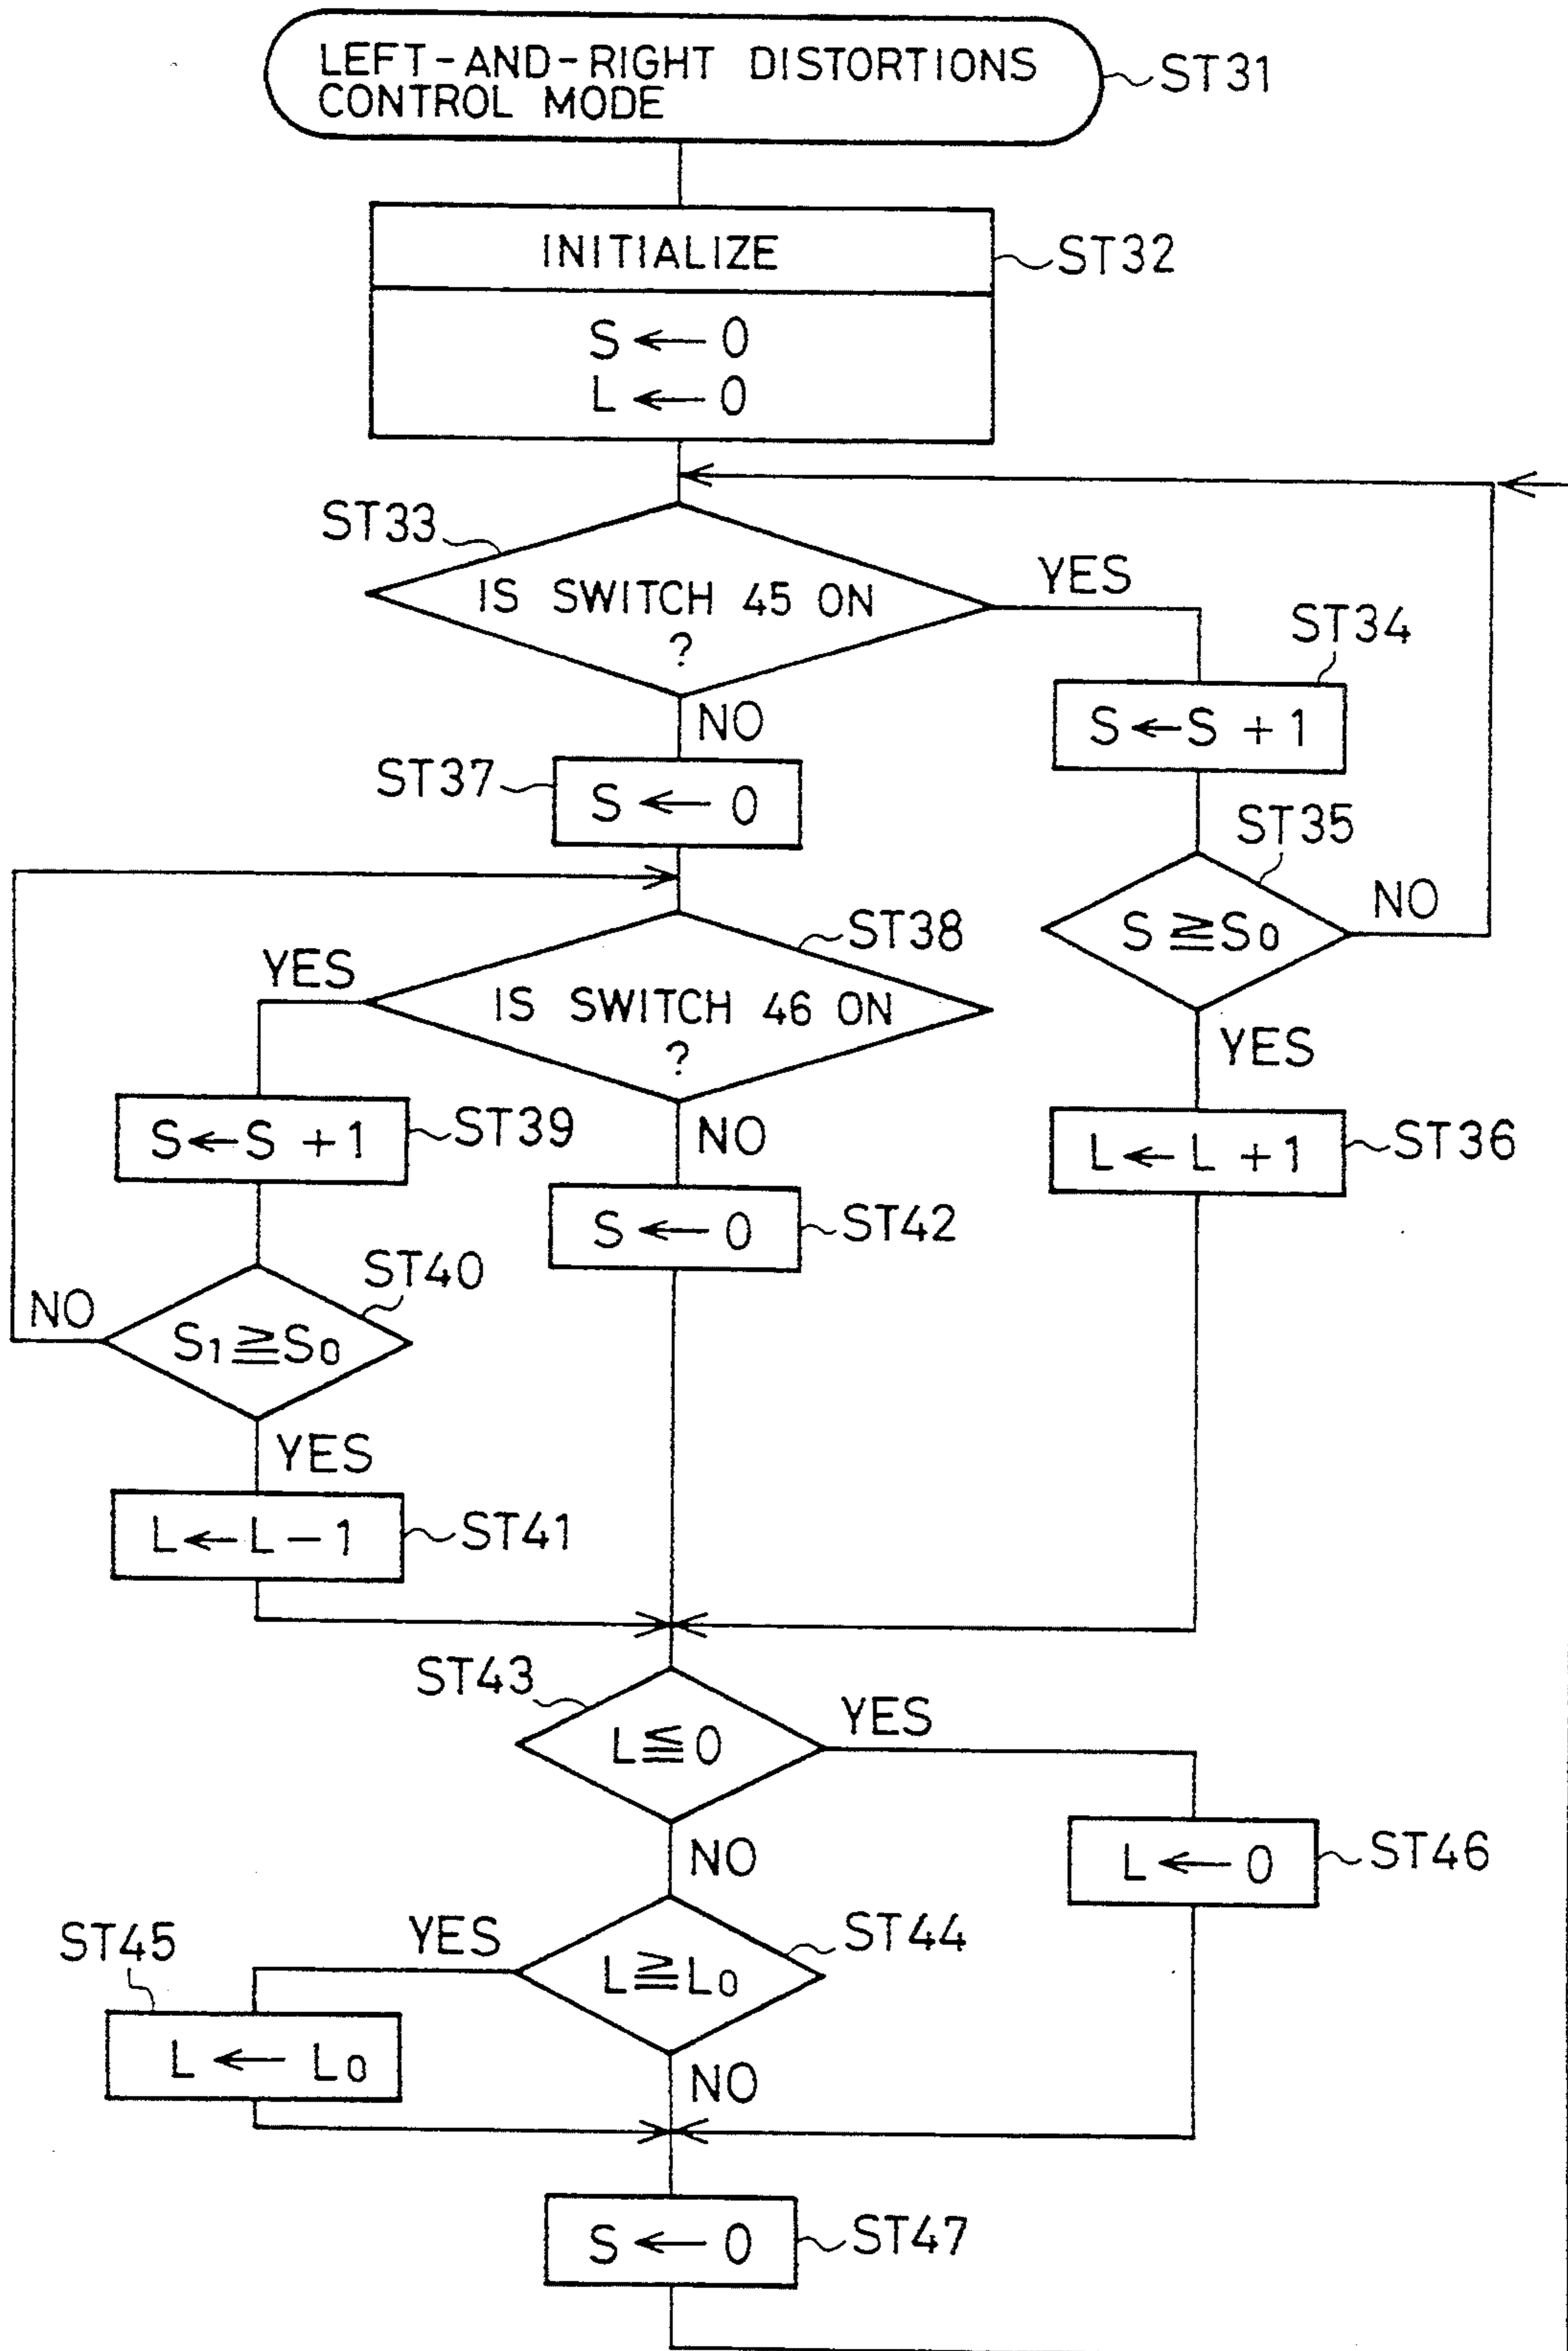 LEFT-AND-RIGHT DISTORTIONS
CONTROL MODE
ST31
INITIALIZE
ST32
S ← 0
L ← 0
ST33
IS SWITCH 45 ON
?
YES
ST34
S ← S + 1
NO
ST37
S ← 0
ST35
S ≧ S0
NO
YES
ST38
IS SWITCH 46 ON
?
YES
ST39
S ← S + 1
NO
ST36
L ← L + 1
ST42
S ← 0
ST40
S1 ≧ S0
NO
YES
ST41
L ← L − 1
ST43
L ≦ 0
YES
NO
ST46
L ← 0
ST44
L ≧ L0
YES
ST45
L ← L0
NO
ST47
S ← 0